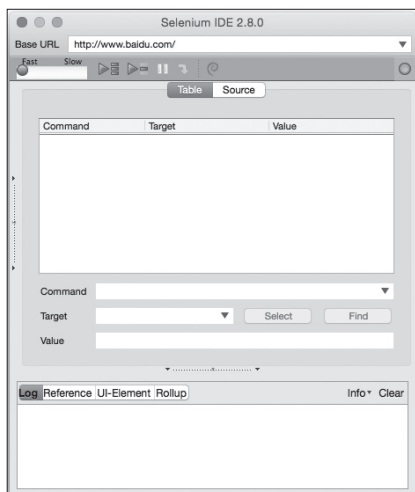 Selenium IDE 2.8.0
Base URL http://www.baidu.com/
Fast Slow
Table Source
Command Target Value
Command
Target Select Find
Value
Log Reference UI-Element Rollup Info Clear